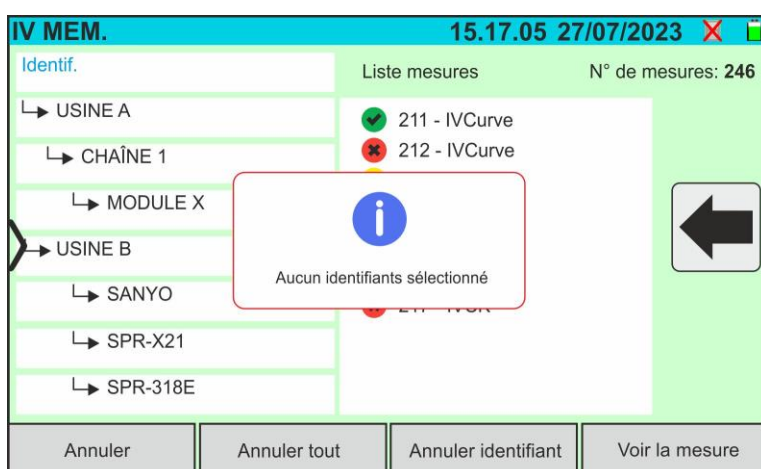 IV MEM. 15.17.05 27/07/2023
Identif.
Liste mesures N° de mesures: 246
USINE A
CHAÎNE 1
MODULE X
USINE B
SANYO
SPR-X21
SPR-318E
211 - IVCurve
212 - IVCurve
Aucun identifiants sélectionné
Annuler
Annuler tout
Annuler identifiant
Voir la mesure